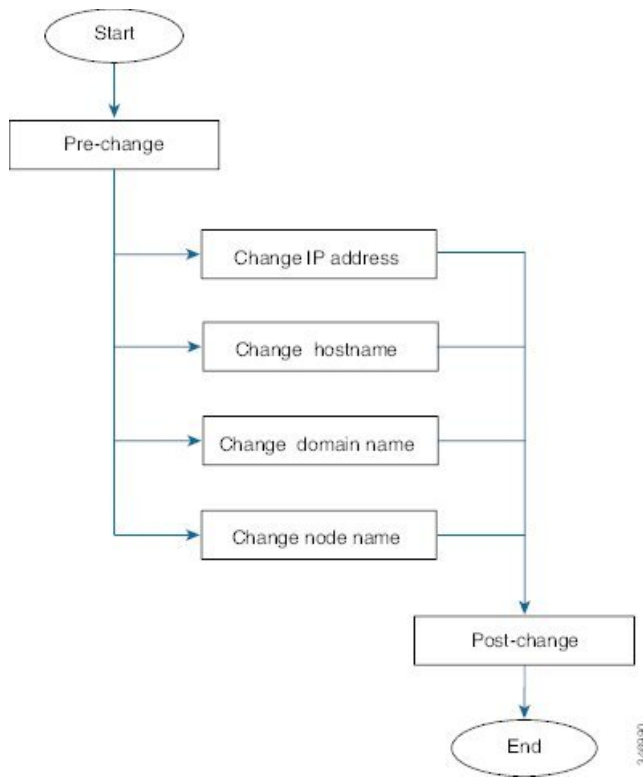 Start
Pre-change
Change IP address
Change hostname
Change domain name
Change node name
Post-change
End